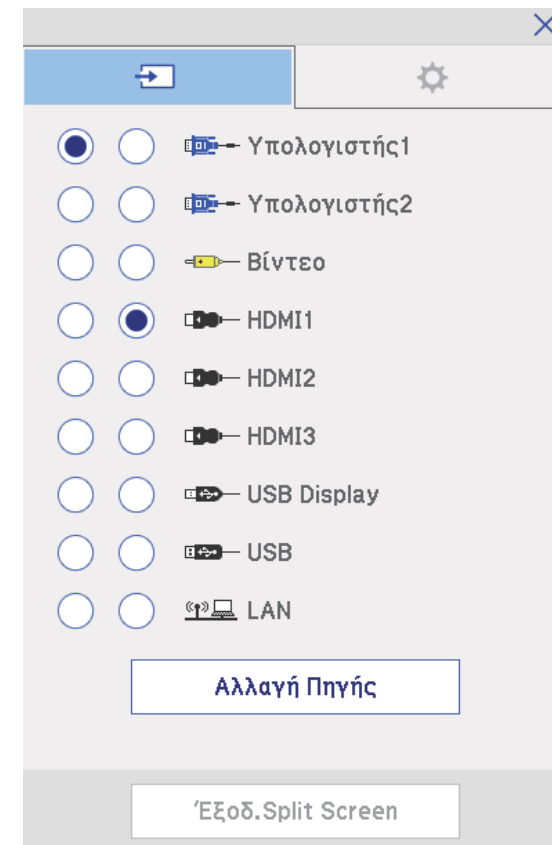 Υπολογιστής1
Υπολογιστής2
Βίντεο
HDMI1
HDMI2
HDMI3
USB Display
USB
LAN
Αλλαγή Πηγής
Έξοδ.Split Screen